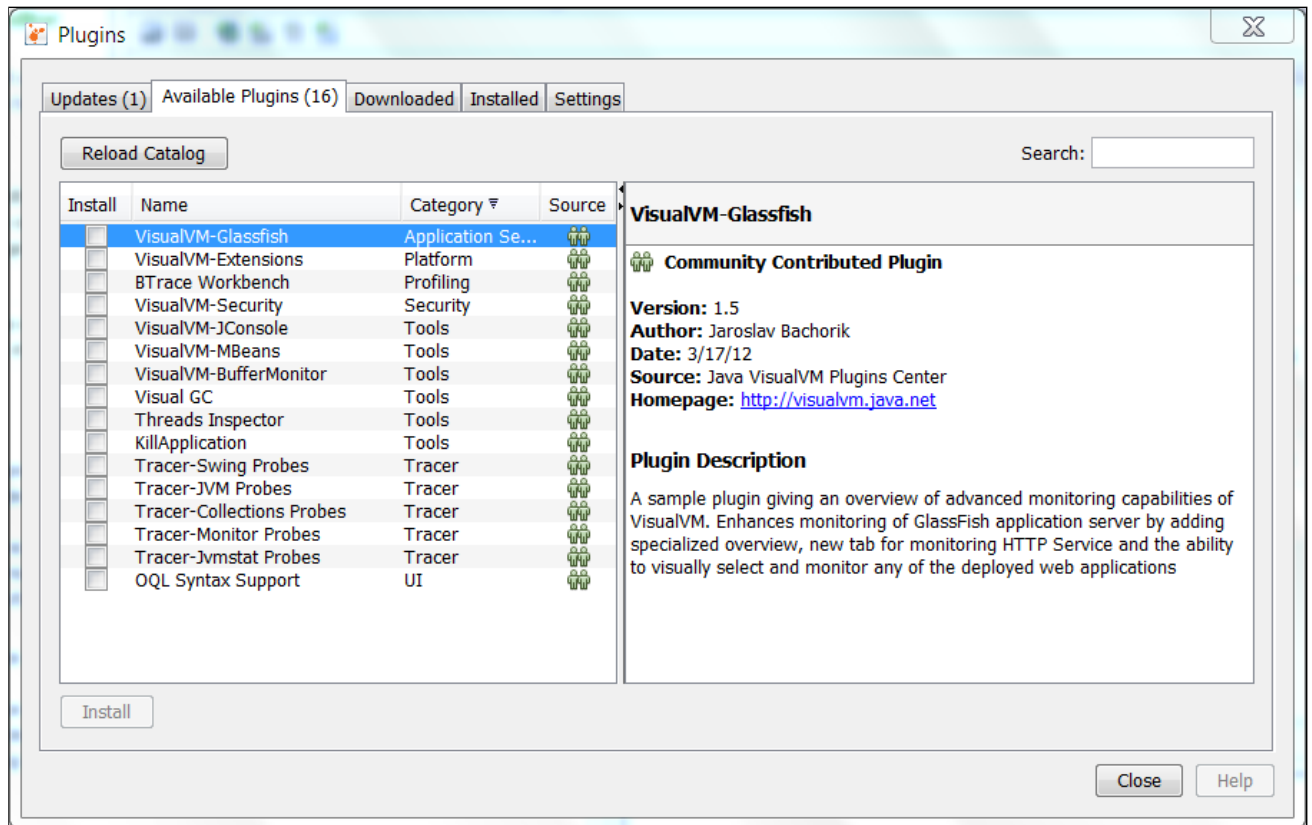 Plugins
Updates (1) Available Plugins (16) Downloaded Installed Settings
Reload Catalog Search:
Install Name Category Source
VisualVM-Glassfish Application Se...
VisualVM-Extensions Platform
BTrace Workbench Profiling
VisualVM-Security Security
VisualVM-JConsole Tools
VisualVM-MBeans Tools
VisualVM-BufferMonitor Tools
Visual GC Tools
Threads Inspector Tools
KillApplication Tools
Tracer-Swing Probes Tracer
Tracer-JVM Probes Tracer
Tracer-Collections Probes Tracer
Tracer-Monitor Probes Tracer
Tracer-Jvmstat Probes Tracer
OQL Syntax Support UI
VisualVM-Glassfish
Community Contributed Plugin
Version: 1.5
Author: Jaroslav Bachorik
Date: 3/17/12
Source: Java VisualVM Plugins Center
Homepage: http://visualvm.java.net
Plugin Description
A sample plugin giving an overview of advanced monitoring capabilities of
VisualVM. Enhances monitoring of GlassFish application server by adding
specialized overview, new tab for monitoring HTTP Service and the ability
to visually select and monitor any of the deployed web applications
Install
Close Help